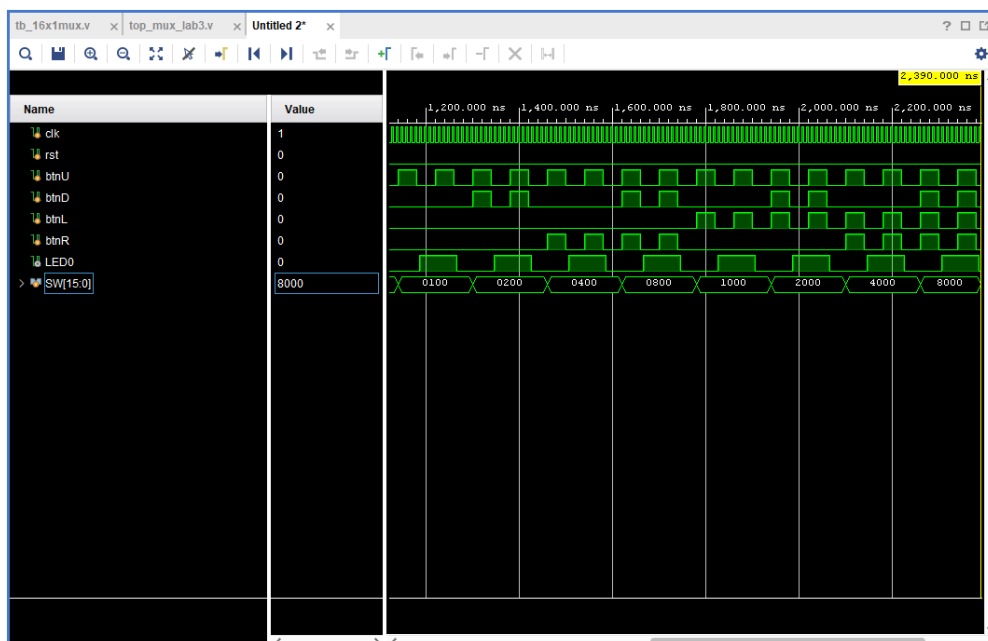 tb_16x1mux.v × top_mux_lab3.v × Untitled 2* ×
2,390.000 ns
Name Value 1,200.000 ns 1,400.000 ns 1,600.000 ns 1,800.000 ns 2,000.000 ns 2,200.000 ns
clk 1
rst 0
btnU 0
btnD 0
btnL 0
btnR 0
LED0 0
SW[15:0] 8000 0100 0200 0400 0800 1000 2000 4000 8000